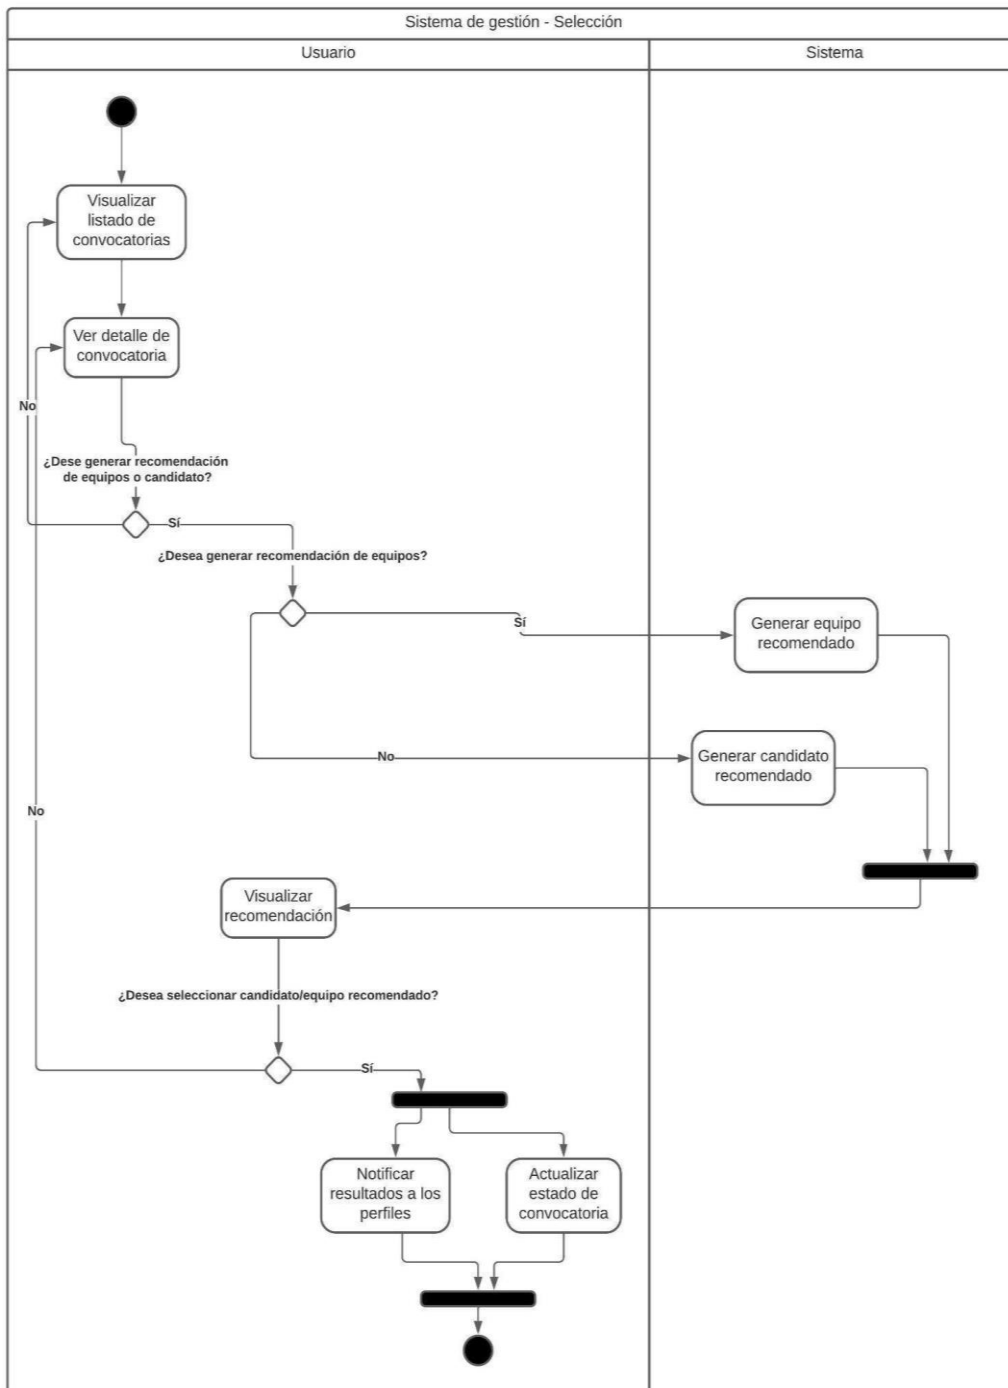 Sistema de gestión - Selección
Usuario
Sistema
Visualizar
listado de
convocatorias
Ver detalle de
convocatoria
No
¿Dese generar recomendación
de equipos o candidato?
Sí
¿Desea generar recomendación de equipos?
Sí
Generar equipo
recomendado
No
Generar candidato
recomendado
No
Visualizar
recomendación
¿Desea seleccionar candidato/equipo recomendado?
Sí
Notificar
resultados a los
perfiles
Actualizar
estado de
convocatoria